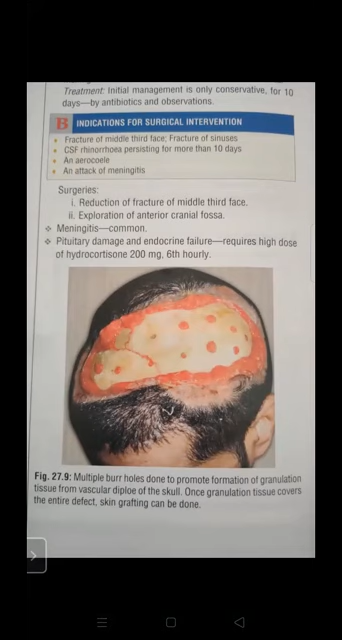 Treatment: Initial management is only conservative, for 10
days—by antibiotics and observations.
B INDICATIONS FOR SURGICAL INTERVENTION
• Fracture of middle third face; Fracture of sinuses
• CSF rhinorrhoea persisting for more than 10 days
• An aerocoele
• An attack of meningitis
Surgeries:
i. Reduction of fracture of middle third face.
ii. Exploration of anterior cranial fossa.
❖ Meningitis—common.
❖ Pituitary damage and endocrine failure—requires high dose
of hydrocortisone 200 mg, 6th hourly.
Fig. 27.9: Multiple burr holes done to promote formation of granulation
tissue from vascular diploe of the skull. Once granulation tissue covers
the entire defect, skin grafting can be done.